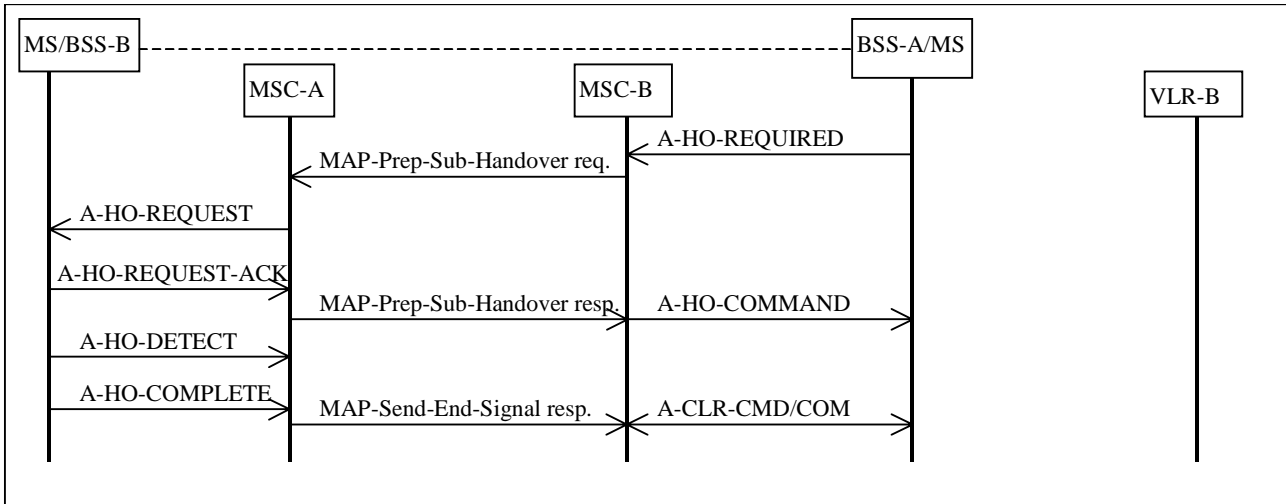 MS/BSS-B
BSS-A/MS
MSC-A
MSC-B
VLR-B
A-HO-REQUIRED
MAP-Prep-Sub-Handover req.
A-HO-REQUEST
A-HO-REQUEST-ACK
MAP-Prep-Sub-Handover resp.
A-HO-COMMAND
A-HO-DETECT
A-HO-COMPLETE
MAP-Send-End-Signal resp.
A-CLR-CMD/COM